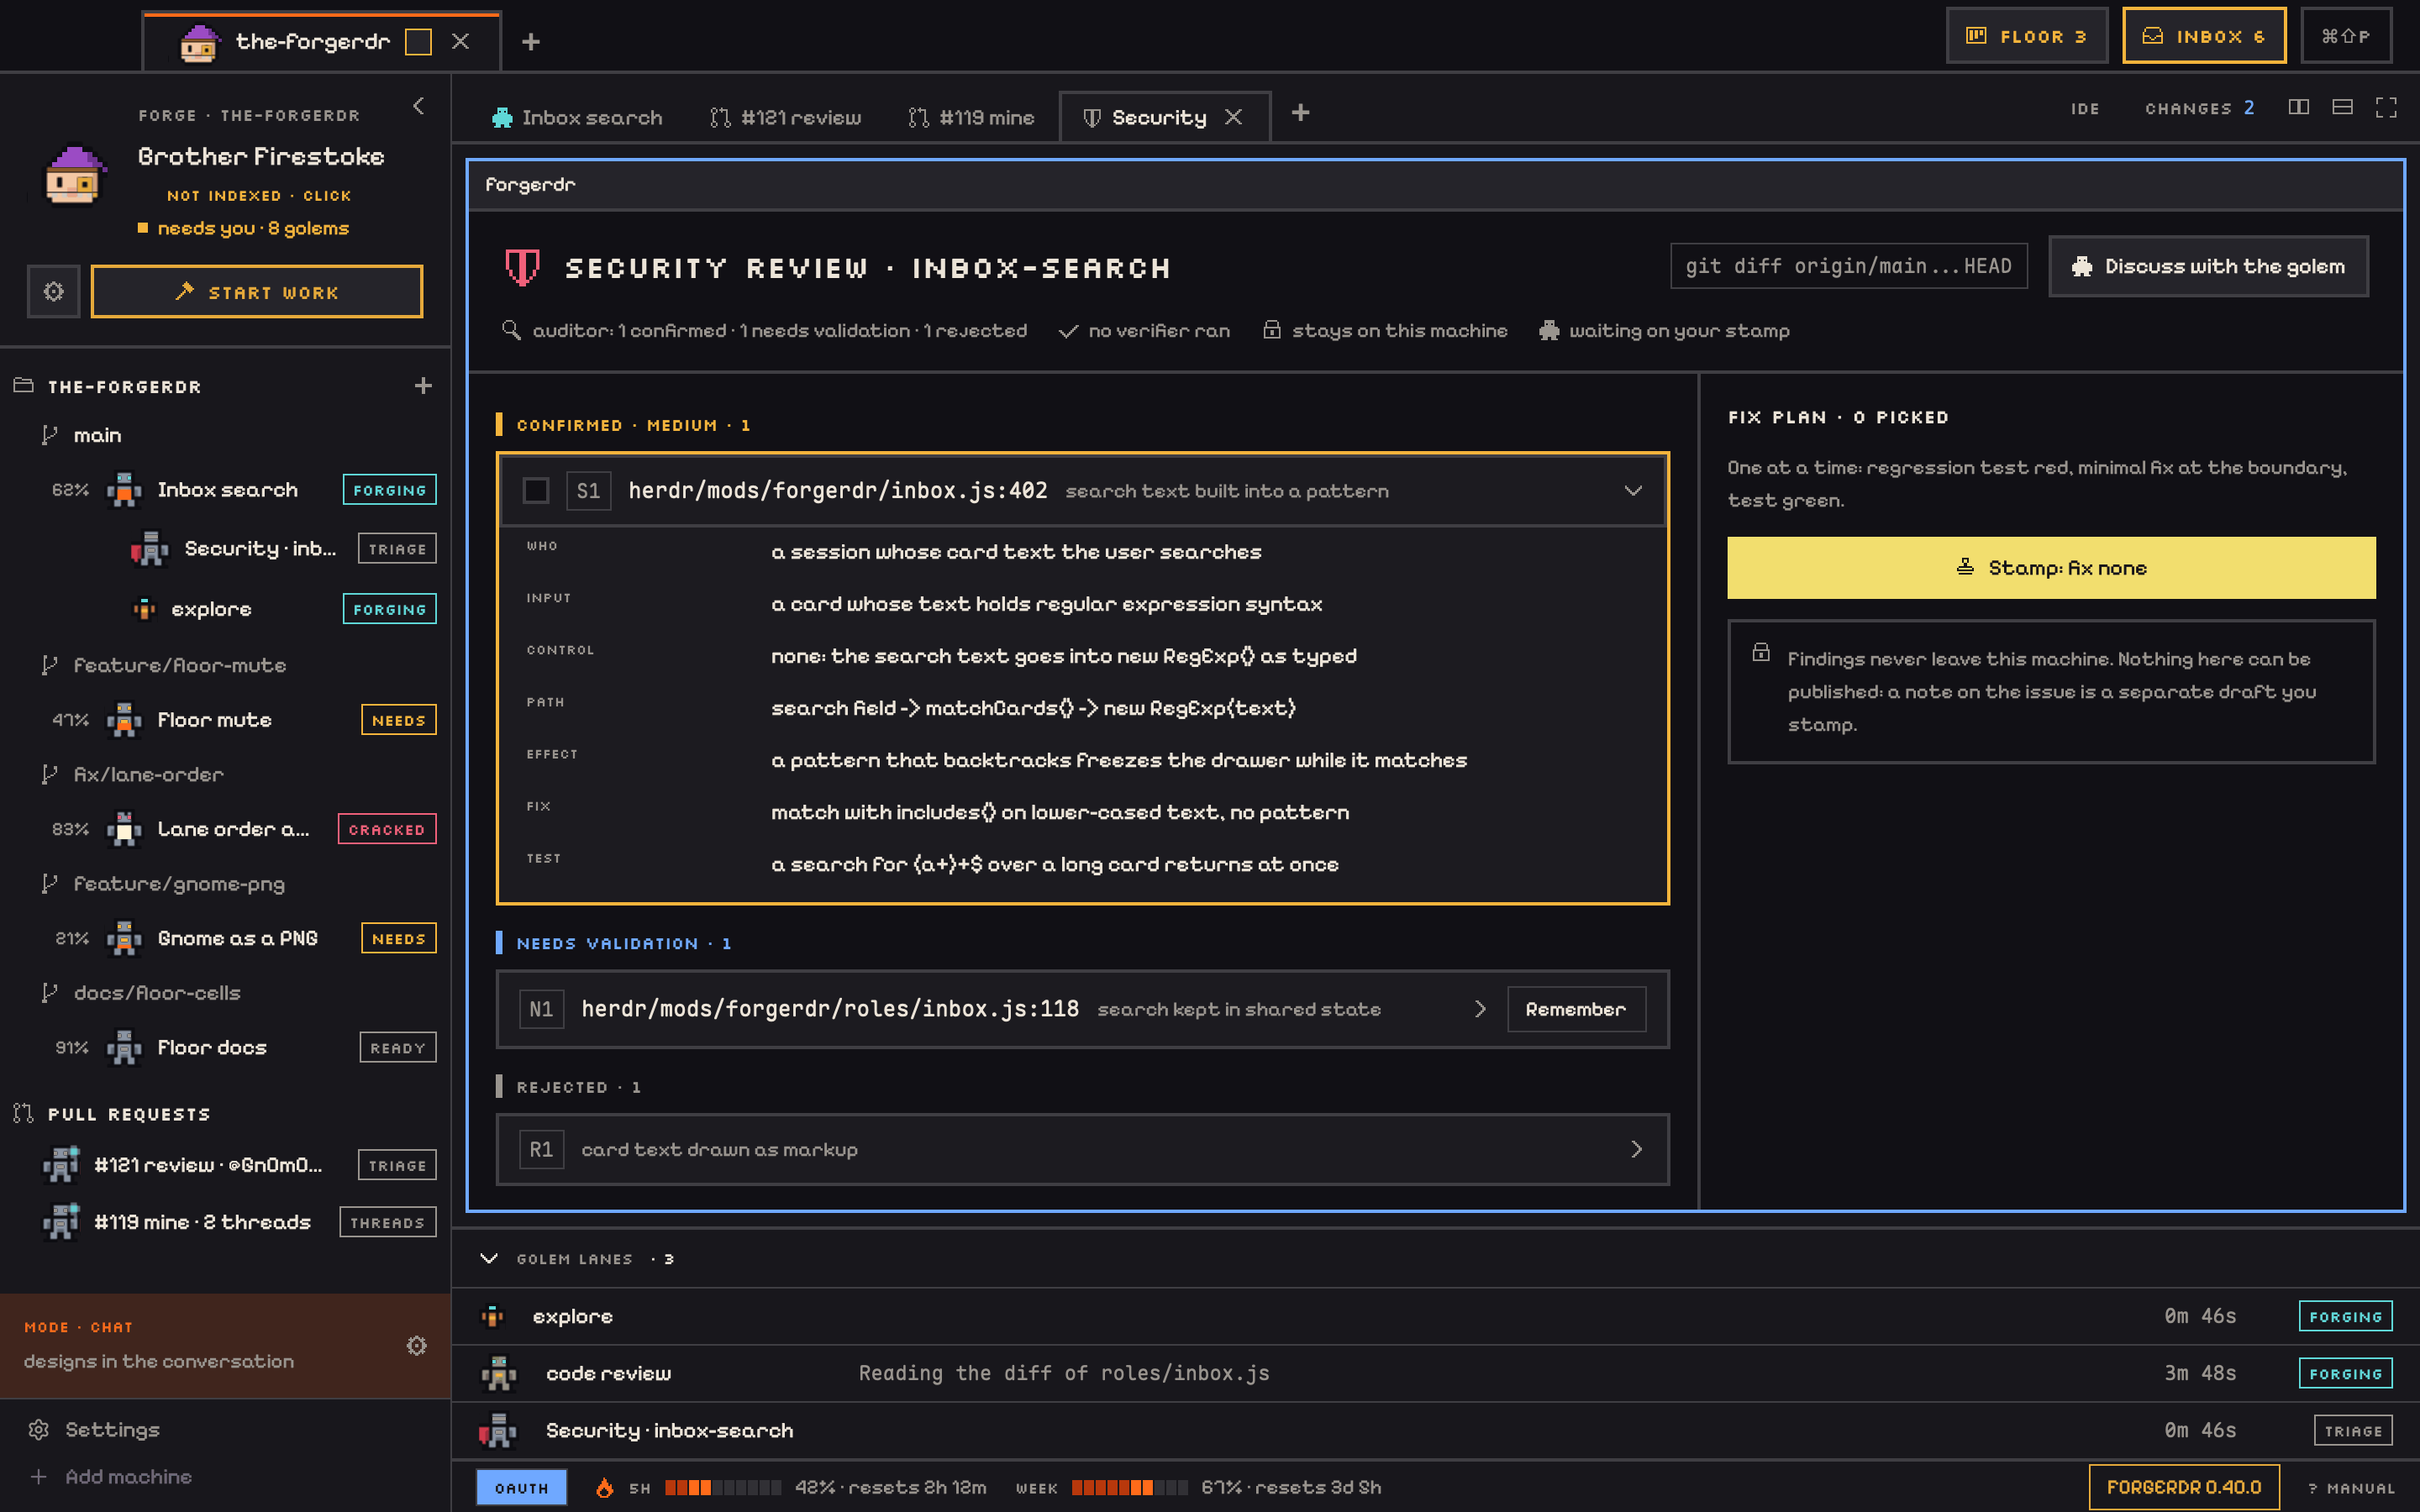 the-forgerdr
FLOOR 3
INBOX 6
⌘⇧P
FORGE · THE-FORGERDR
Brother Firestoke
NOT INDEXED · CLICK
needs you · 8 golems
START WORK
THE-FORGERDR
main
62% Inbox search FORGING
Security · inb... TRIAGE
explore FORGING
feature/floor-mute
47% Floor mute NEEDS
fix/lane-order
83% Lane order a... CRACKED
feature/gnome-png
21% Gnome as a PNG NEEDS
docs/floor-cells
91% Floor docs READY
PULL REQUESTS
#121 review · @Gn0m0... TRIAGE
#119 mine · 2 threads THREADS
MODE · CHAT
designs in the conversation
Settings
+ Add machine
Inbox search
#121 review
#119 mine
Security
IDE
CHANGES 2
forgerdr
SECURITY REVIEW · INBOX-SEARCH
git diff origin/main...HEAD
Discuss with the golem
auditor: 1 confirmed · 1 needs validation · 1 rejected
no verifier ran
stays on this machine
waiting on your stamp
CONFIRMED · MEDIUM · 1
S1 herdr/mods/forgerdr/inbox.js:402 search text built into a pattern
WHO a session whose card text the user searches
INPUT a card whose text holds regular expression syntax
CONTROL none: the search text goes into new RegExp() as typed
PATH search field -> matchCards() -> new RegExp(text)
EFFECT a pattern that backtracks freezes the drawer while it matches
FIX match with includes() on lower-cased text, no pattern
TEST a search for (a+)+$ over a long card returns at once
NEEDS VALIDATION · 1
N1 herdr/mods/forgerdr/roles/inbox.js:118 search kept in shared state
Remember
REJECTED · 1
R1 card text drawn as markup
FIX PLAN · 0 PICKED
One at a time: regression test red, minimal fix at the boundary,
test green.
Stamp: fix none
Findings never leave this machine. Nothing here can be
published: a note on the issue is a separate draft you
stamp.
GOLEM LANES · 3
explore 0m 46s FORGING
code review Reading the diff of roles/inbox.js 3m 48s FORGING
Security · inbox-search 0m 46s TRIAGE
OAUTH
5H 42% · resets 2h 12m
WEEK 67% · resets 3d 9h
FORGERDR 0.40.0
? MANUAL